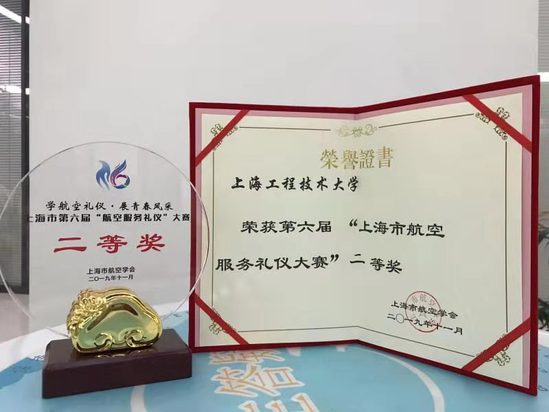 学航空礼仪·展青春风采
上海市第六届“航空服务礼仪”大赛
二等奖
上海市航空学会
二〇一九年十一月
榮譽證書
上海工程技术大学
荣获第六届“上海市航空
服务礼仪大赛”二等奖
上海市航空学会
二〇一九年十一月